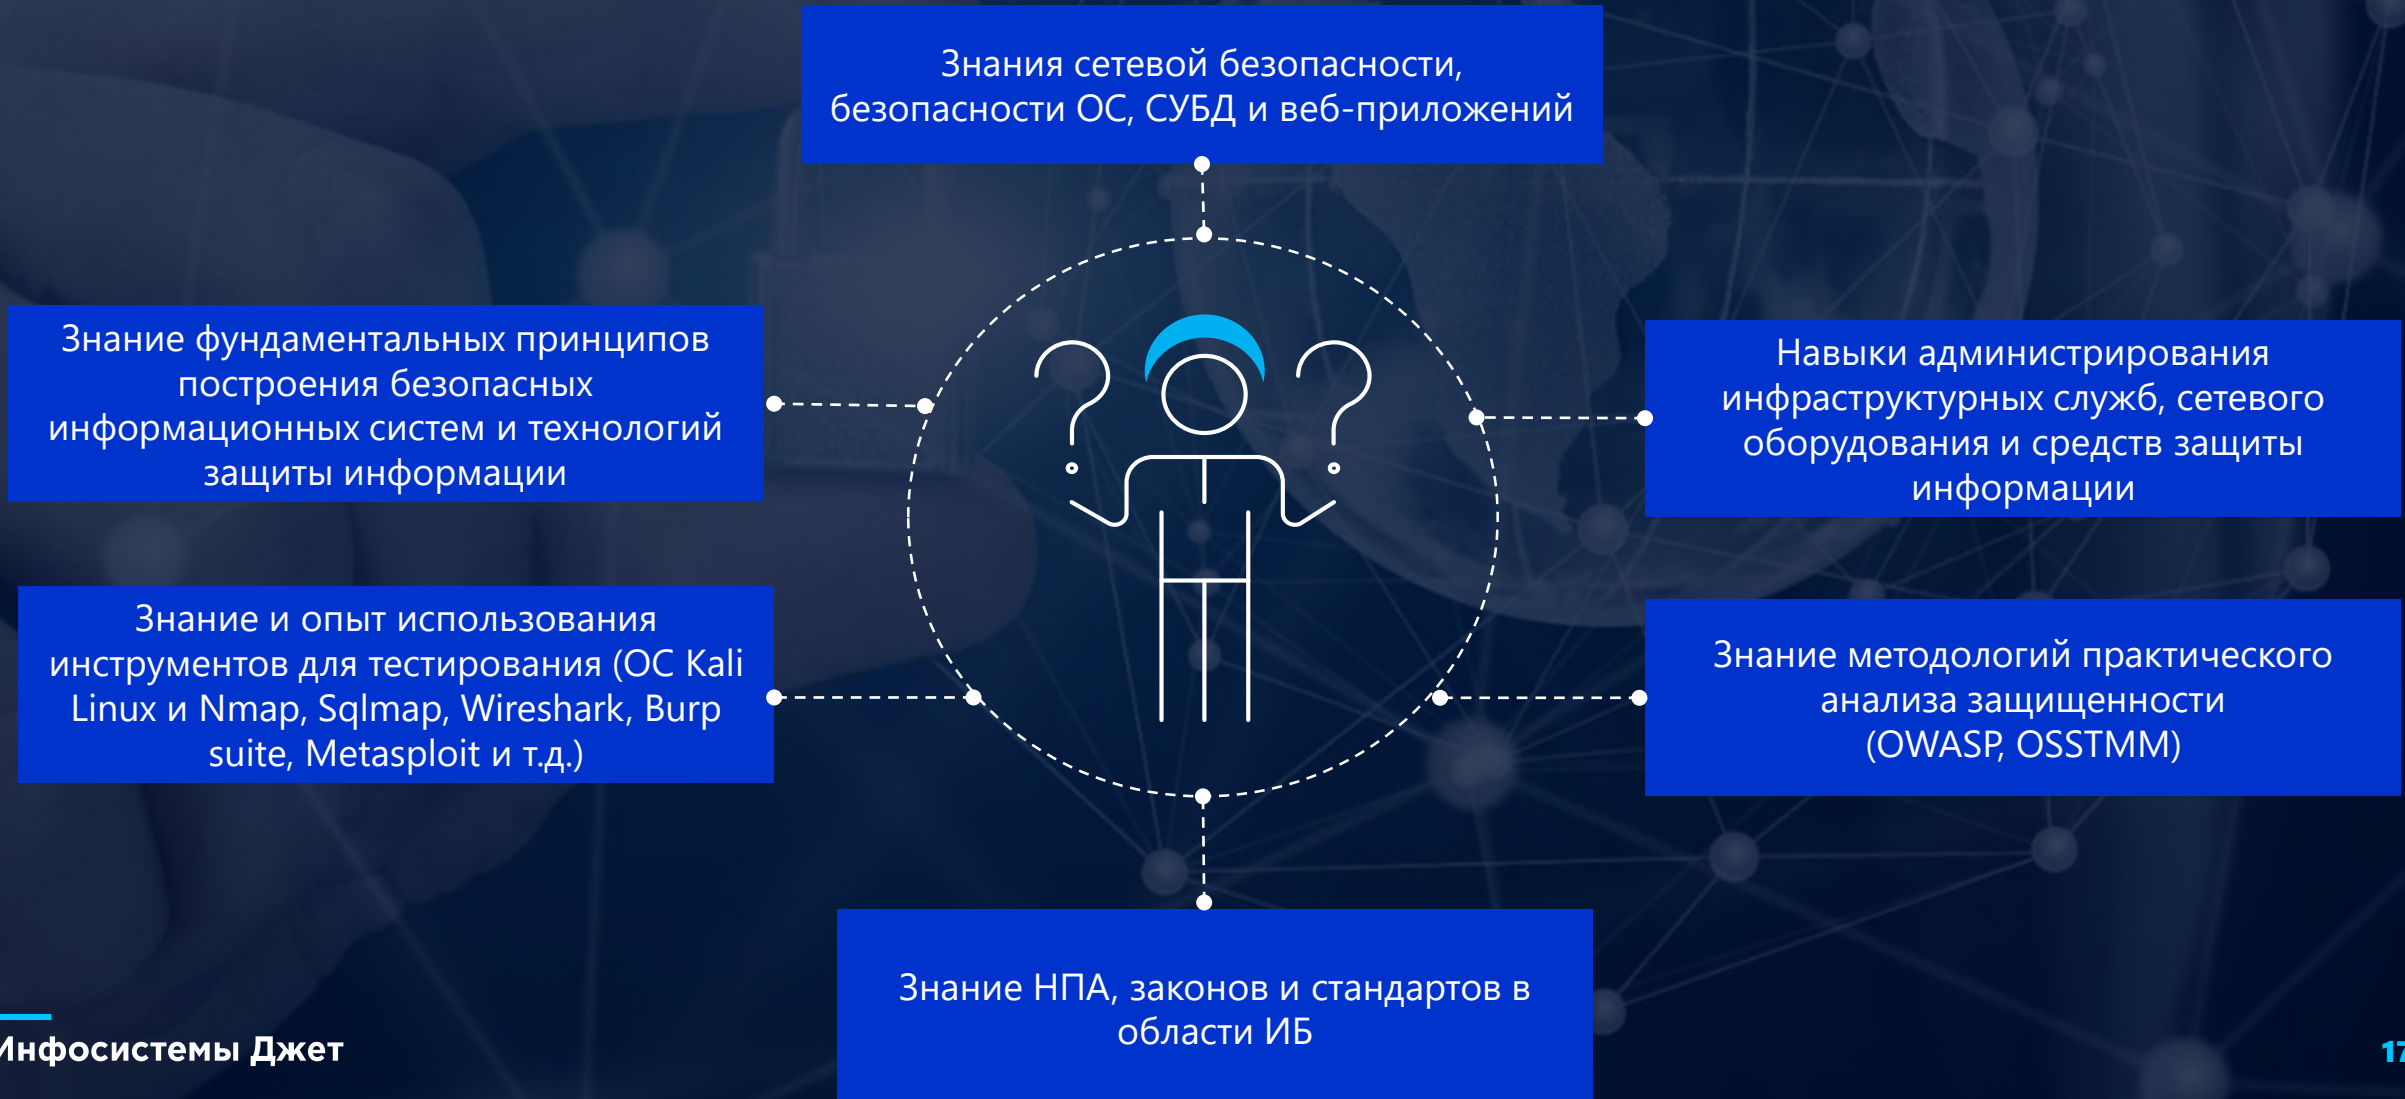 Знания сетевой безопасности,
безопасности ОС, СУБД и веб-приложений
Знание фундаментальных принципов
построения безопасных
информационных систем и технологий
защиты информации
Навыки администрирования
инфраструктурных служб, сетевого
оборудования и средств защиты
информации
Знание и опыт использования
инструментов для тестирования (ОС Kali
Linux и Nmap, Sqlmap, Wireshark, Burp
suite, Metasploit и т.д.)
Знание методологий практического
анализа защищенности
(OWASP, OSSTMM)
Знание НПА, законов и стандартов в
области ИБ
Инфосистемы Джет
17